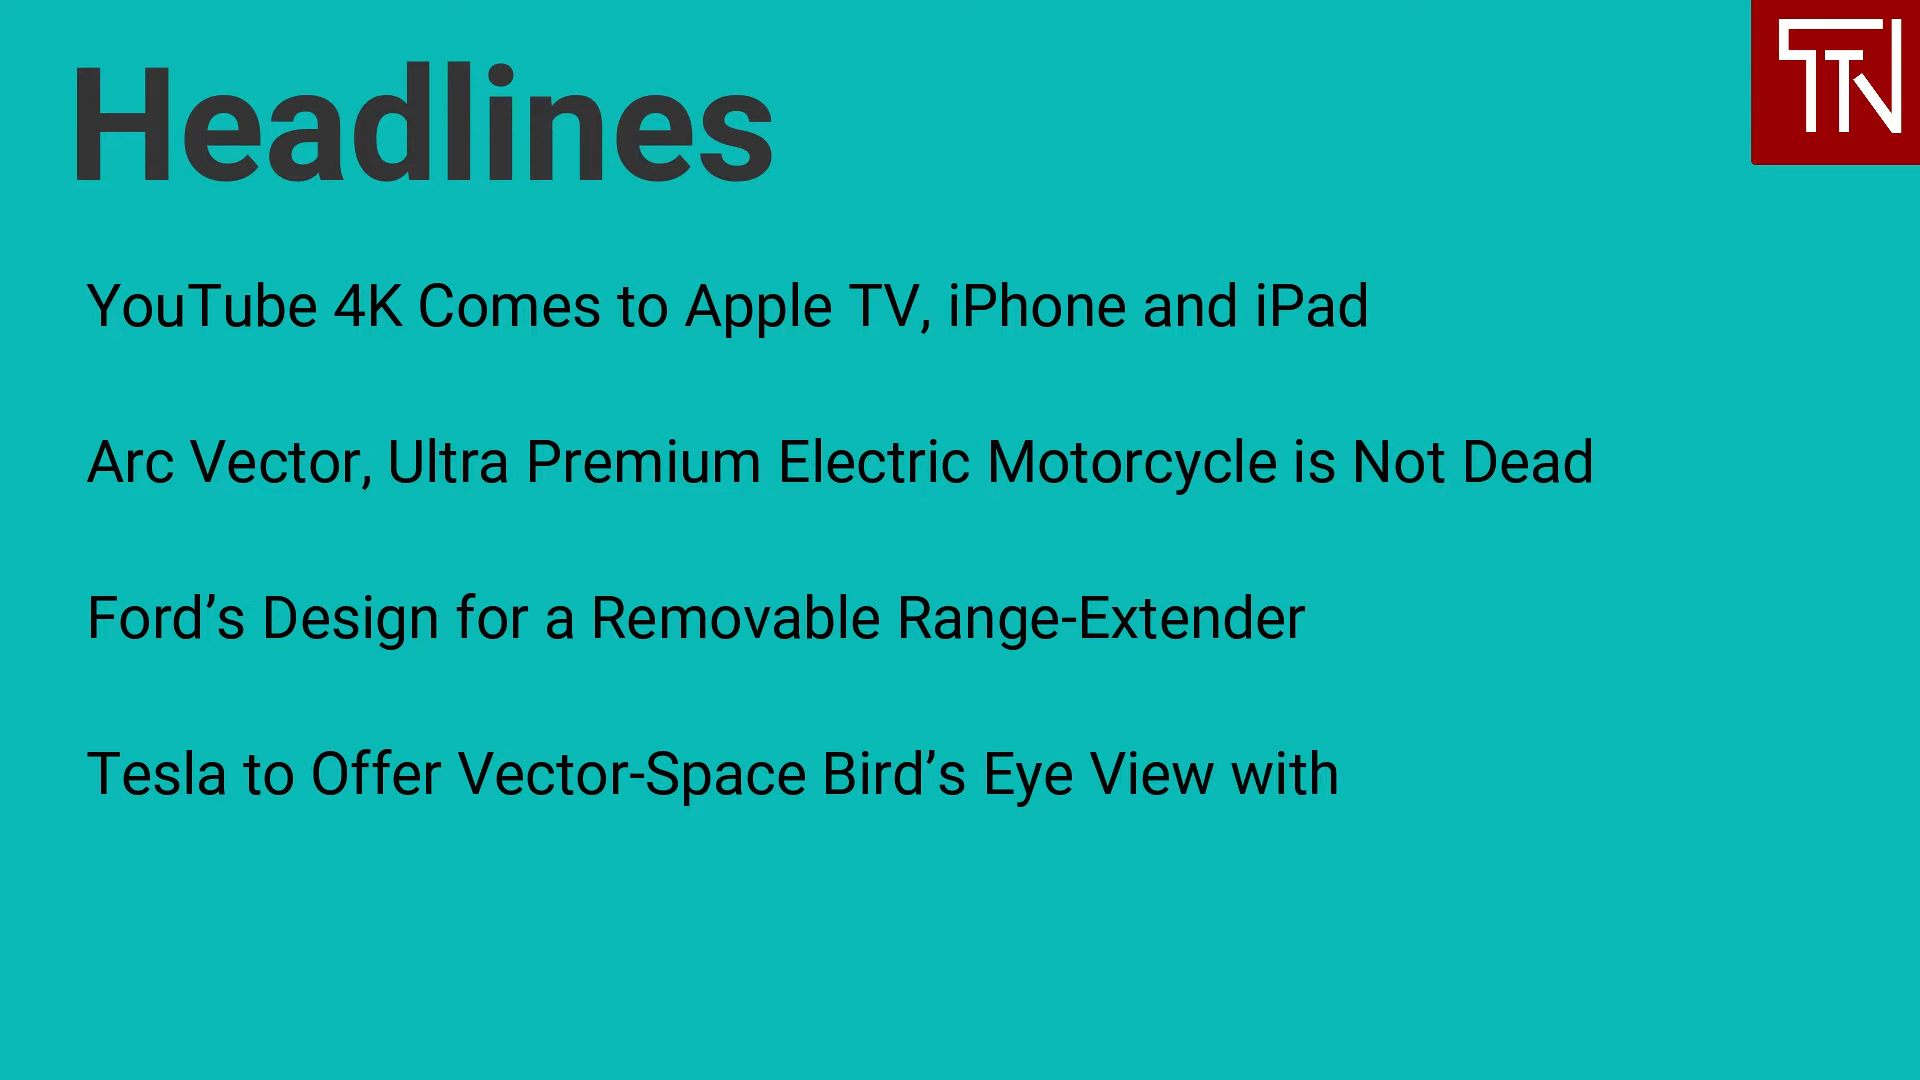 Headlines
TTN
YouTube 4K Comes to Apple TV, iPhone and iPad
Arc Vector, Ultra Premium Electric Motorcycle is Not Dead
Ford’s Design for a Removable Range-Extender
Tesla to Offer Vector-Space Bird’s Eye View with